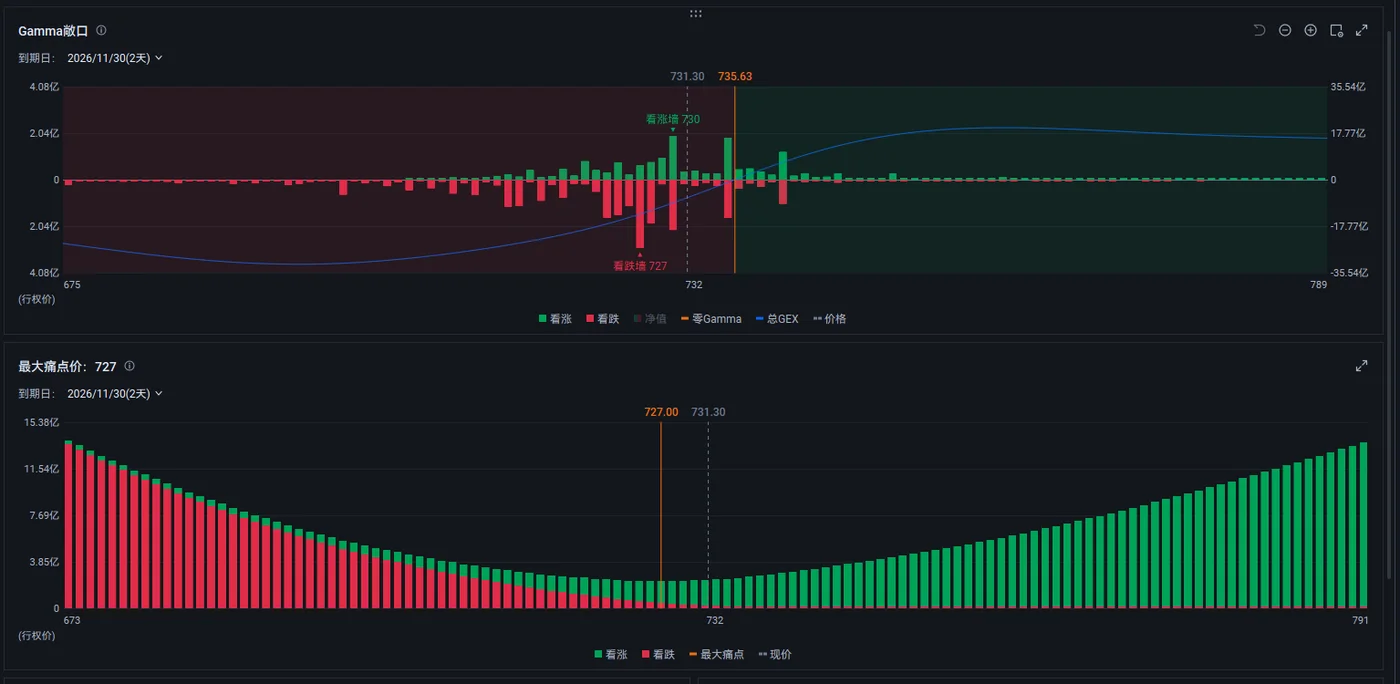 Gamma敞口
到期日： 2026/11/30(2天)
731.30 735.63
4.08亿 35.54亿
看涨墙 730
2.04亿 17.77亿
0 0
2.04亿 -17.77亿
看跌墙 727
4.08亿 -35.54亿
675 732 789
(行权价)
看涨 看跌 净值 零Gamma 总GEX 价格
最大痛点价：727
到期日： 2026/11/30(2天)
727.00 731.30
15.38亿
11.54亿
7.69亿
3.85亿
0
673 732 791
(行权价)
看涨 看跌 最大痛点 现价